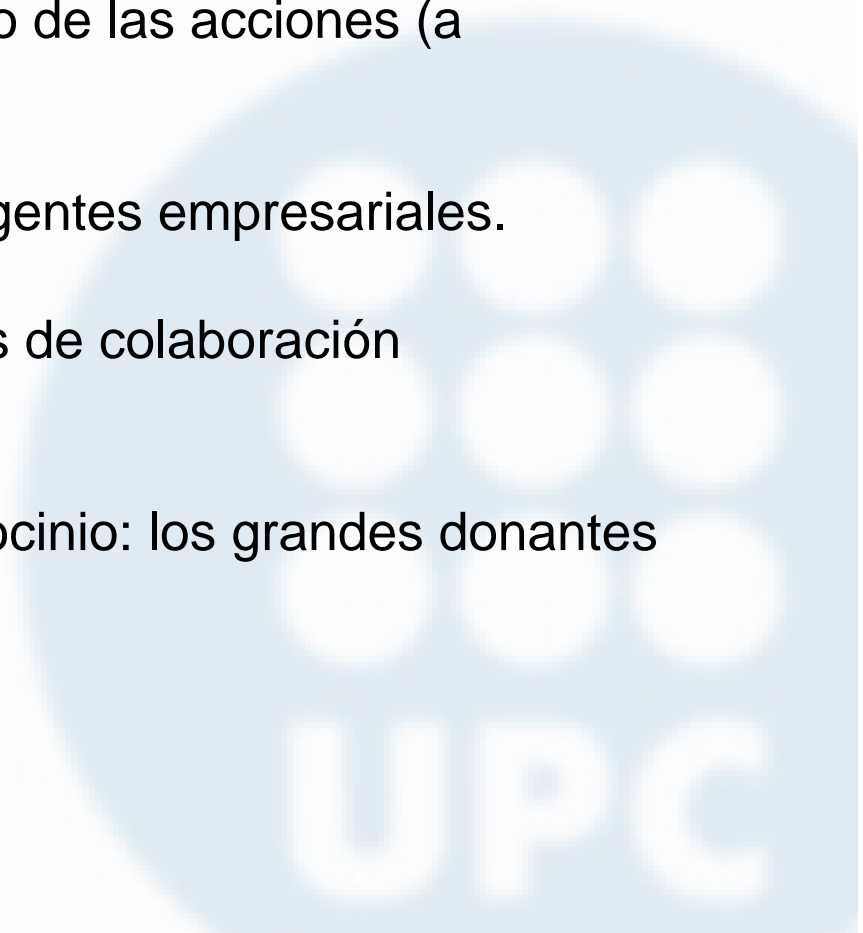 o de las acciones (a
gentes empresariales.
s de colaboración
ocinio: los grandes donantes
UPC